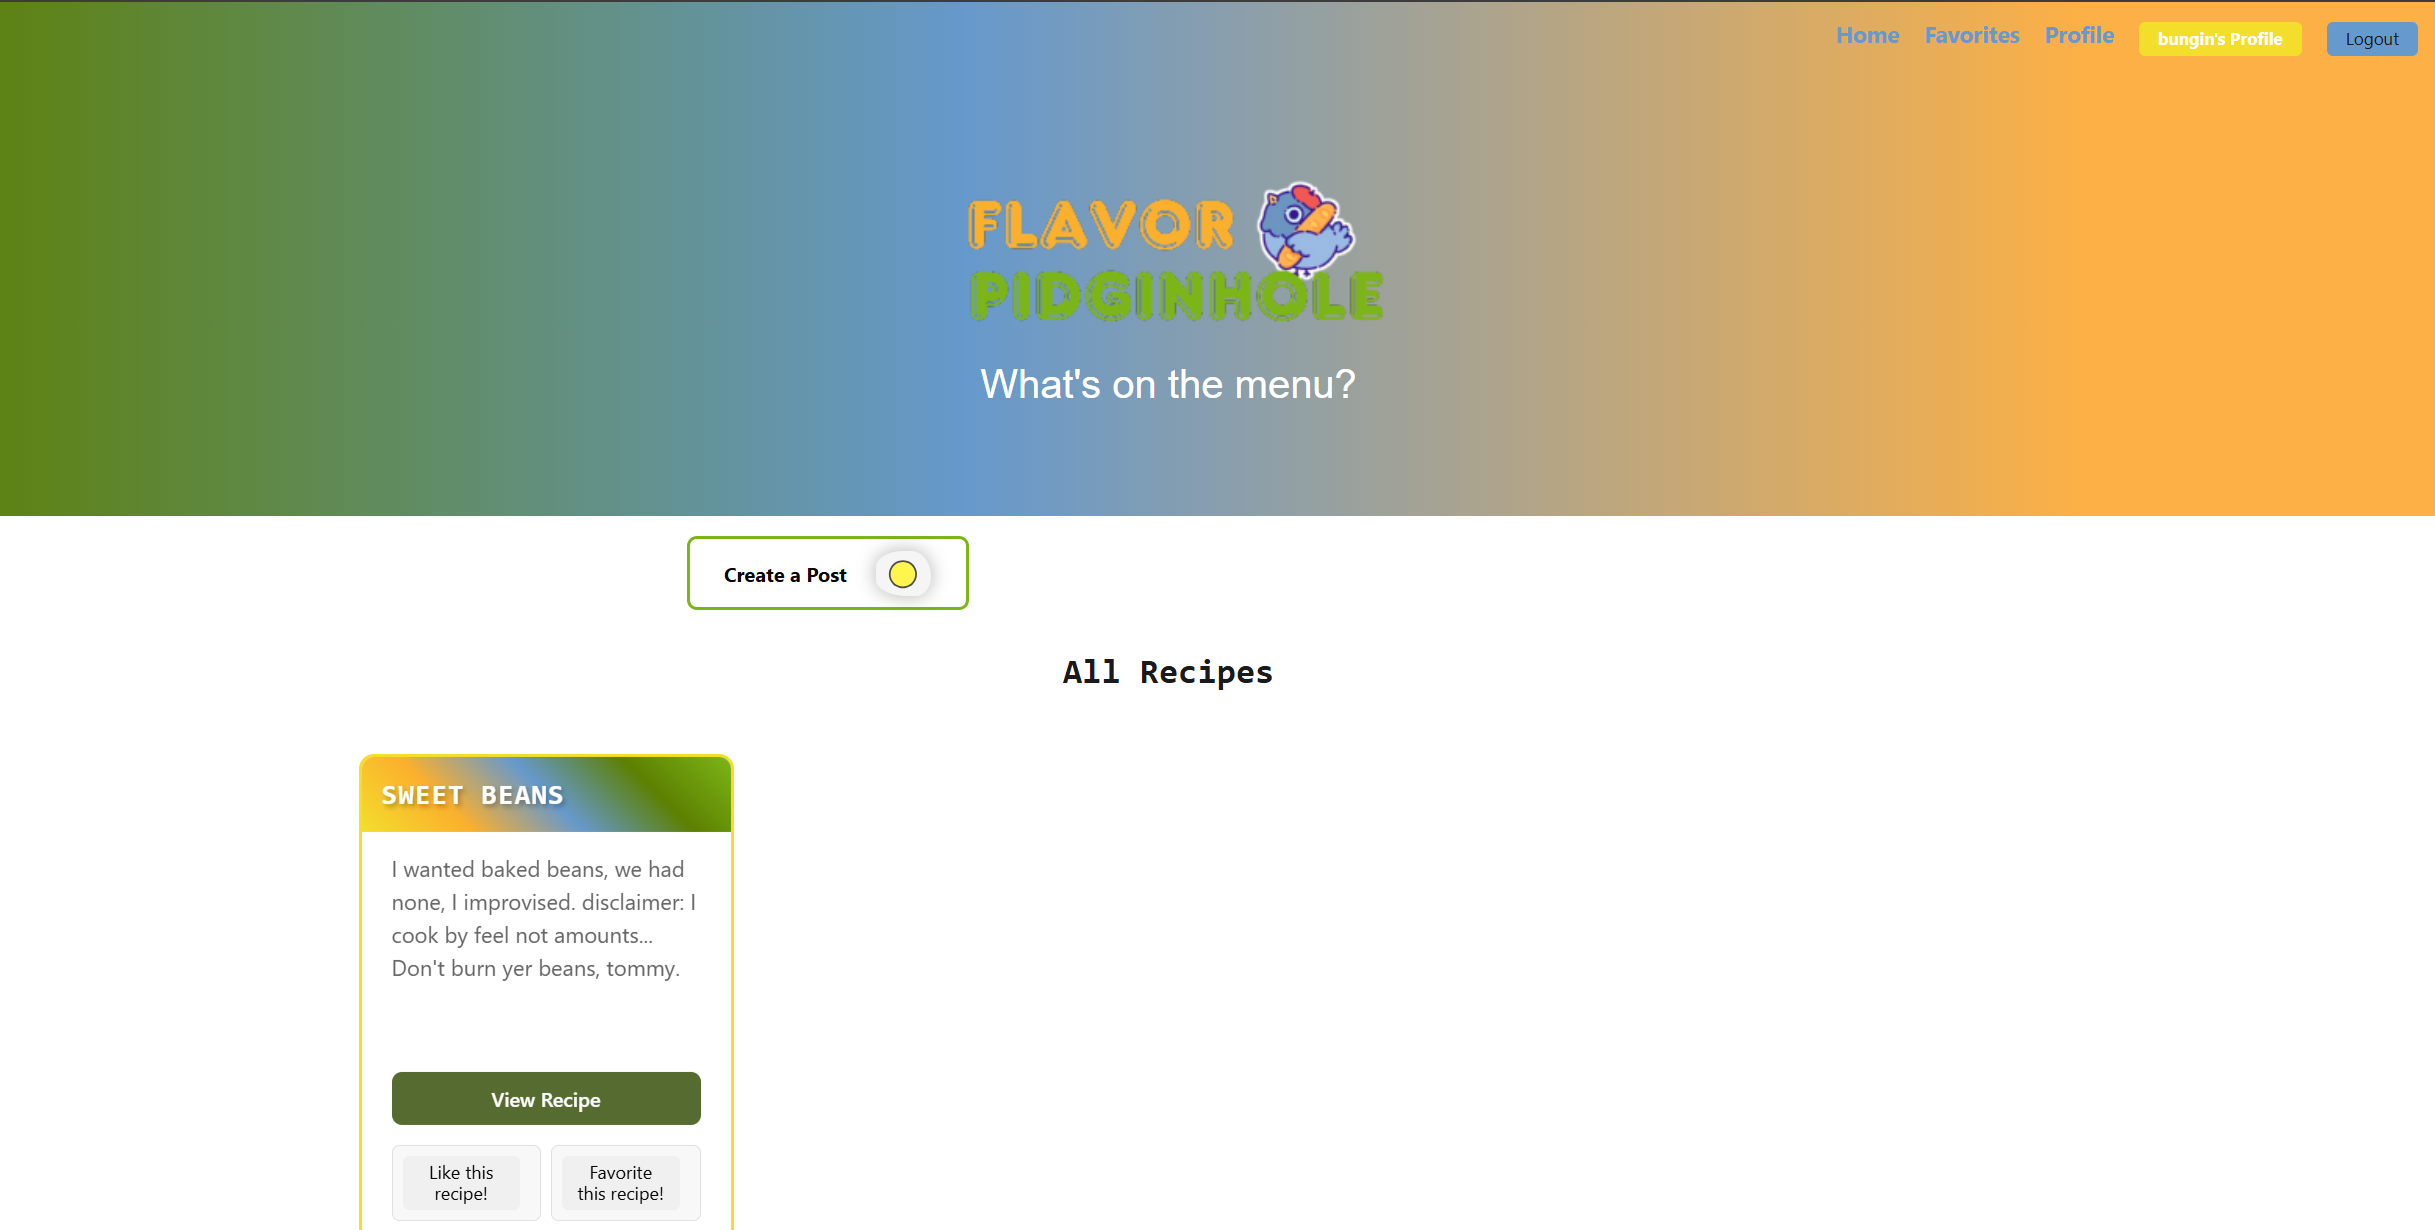 Home Favorites Profile bungin's Profile Logout
FLAVOR
PIDGINHOLE
What's on the menu?
Create a Post
All Recipes
SWEET BEANS
I wanted baked beans, we had
none, I improvised. disclaimer: I
cook by feel not amounts...
Don't burn yer beans, tommy.
View Recipe
Like this
recipe!
Favorite
this recipe!